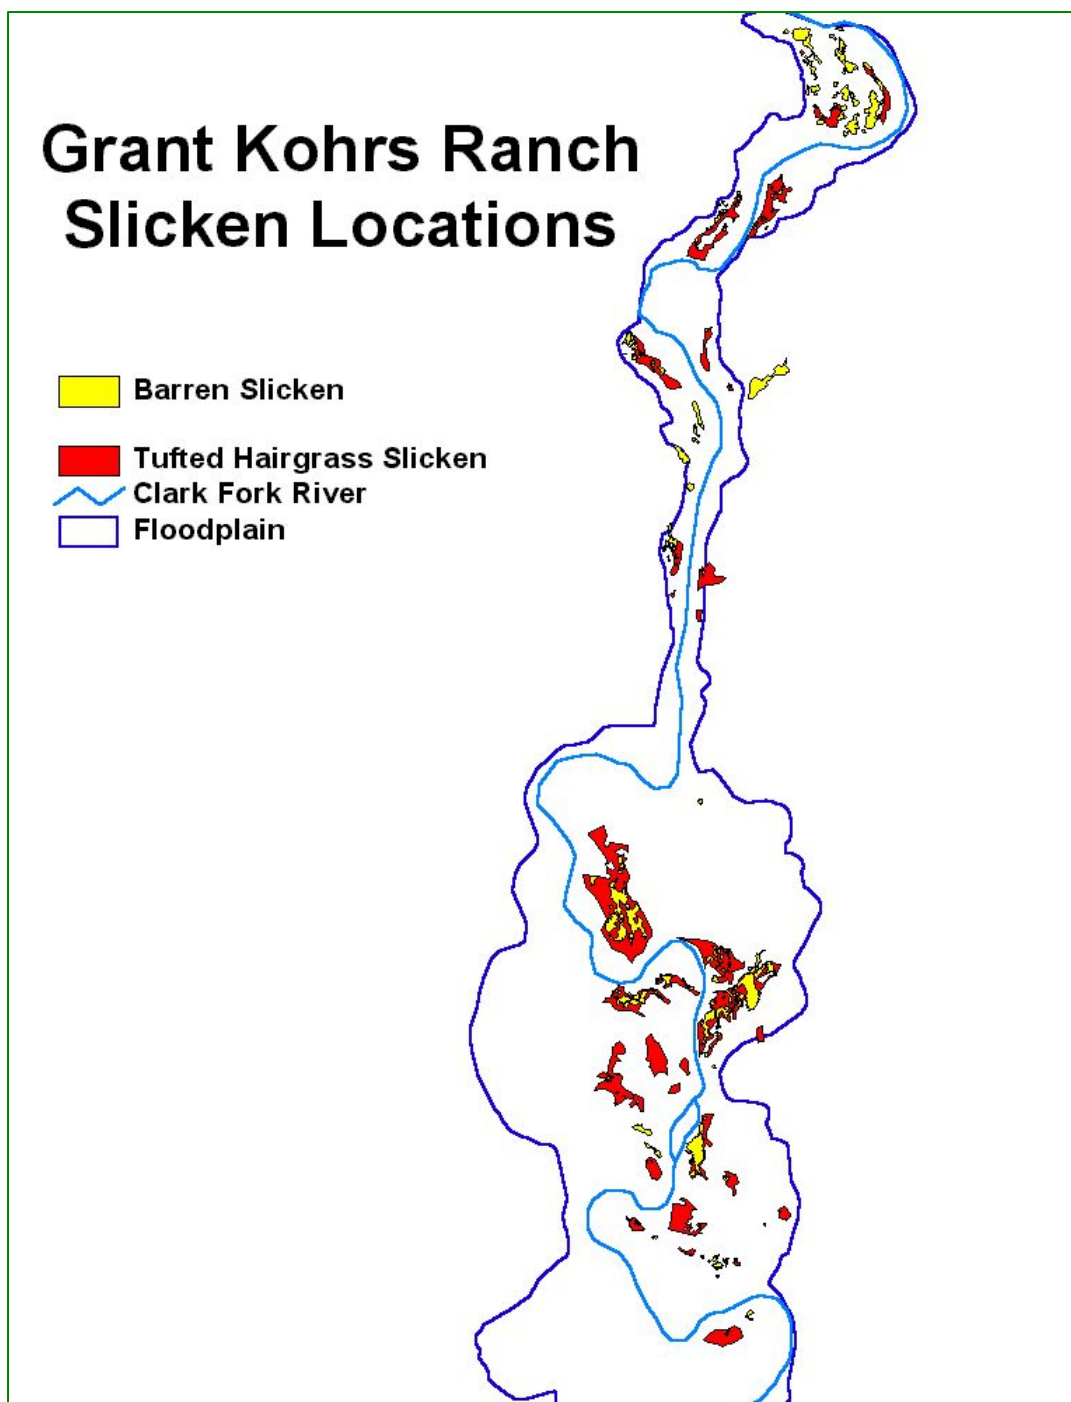 Grant Kohrs Ranch
Slicken Locations
Barren Slicken
Tufted Hairgrass Slicken
Clark Fork River
Floodplain